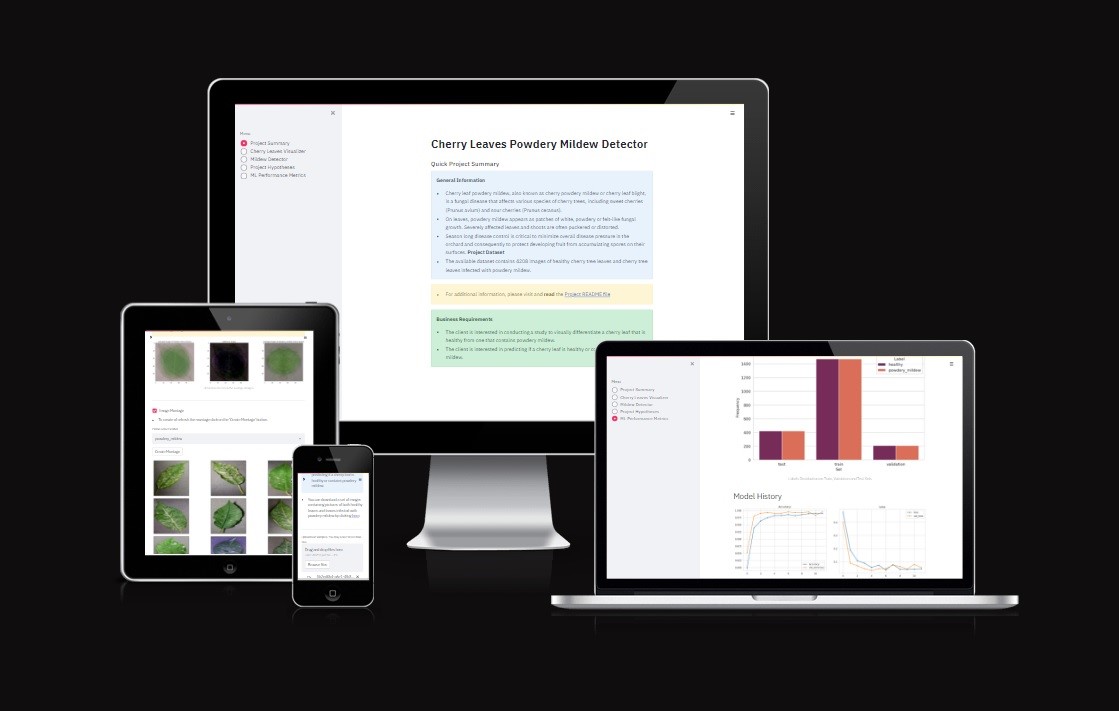 Menu
Project Summary
Cherry Leaves Visualizer
Mildew Detector
Project Hypotheses
ML Performance Metrics
Cherry Leaves Powdery Mildew Detector
Quick Project Summary
General Information
Cherry leaf powdery mildew, also known as cherry powdery mildew or cherry leaf blight,
is a fungal disease that affects various species of cherry trees, including sweet cherries
(Prunus avium) and sour cherries (Prunus cerasus).
On leaves, powdery mildew appears as patches of white, powdery or felt-like fungal
growth. Severely affected leaves and shoots are often puckered or distorted.
Season long disease control is critical to minimize overall disease pressure in the
orchard and consequently to protect developing fruit from accumulating spores on their
surfaces. Project Dataset
The available dataset contains 4208 images of healthy cherry tree leaves and cherry tree
leaves infected with powdery mildew.
For additional information, please visit and read the Project README file
Business Requirements
The client is interested in conducting a study to visually differentiate a cherry leaf that is
healthy from one that contains powdery mildew.
The client is interested in predicting if a cherry leaf is healthy or
mildew.
Image Montage
To create or refresh the montage click on the 'Create Montage' button
powdery_mildew
Create Montage
healthy or contains powdery
mildew.
You can download a set of images
containing pictures of both healthy
leaves and leaves infected with
powdery mildew by clicking here
Drag and drop files here
Browse files
Menu
Project Summary
Cherry Leaves Visualizer
Mildew Detector
Project Hypotheses
ML Performance Metrics
Label
healthy
powdery_mildew
Frequency
1400
1200
1000
800
600
400
200
0
test
train
validation
Set
Model History